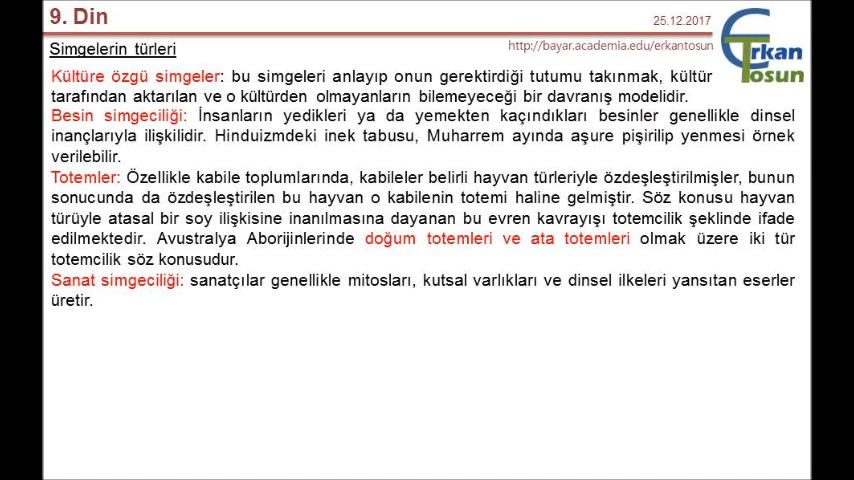 9. Din
25.12.2017
Erkan
Tosun
Simgelerin türleri
http://bayar.academia.edu/erkantosun
Kültüre özgü simgeler: bu simgeleri anlayıp onun gerektirdiği tutumu takınmak, kültür
tarafından aktarılan ve o kültürden olmayanların bilemeyeceği bir davranış modelidir.
Besin simgeciliği: İnsanların yedikleri ya da yemekten kaçındıkları besinler genellikle dinsel
inançlarıyla ilişkilidir. Hinduizmdeki inek tabusu, Muharrem ayında aşure pişirilip yenmesi örnek
verilebilir.
Totemler: Özellikle kabile toplumlarında, kabileler belirli hayvan türleriyle özdeşleştirilmişler, bunun
sonucunda da özdeşleştirilen bu hayvan o kabilenin totemi haline gelmiştir. Söz konusu hayvan
türüyle atasal bir soy ilişkisine inanılmasına dayanan bu evren kavrayışı totemcilik şeklinde ifade
edilmektedir. Avustralya Aborijinlerinde doğum totemleri ve ata totemleri olmak üzere iki tür
totemcilik söz konusudur.
Sanat simgeciliği: sanatçılar genellikle mitosları, kutsal varlıkları ve dinsel ilkeleri yansıtan eserler
üretir.